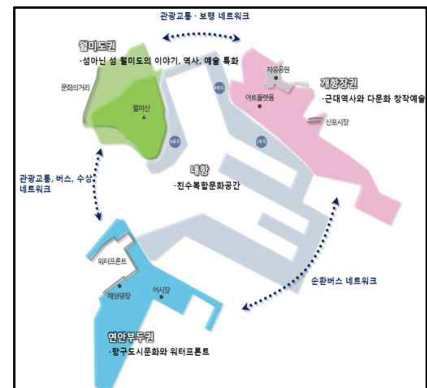 관광교통 · 보행 네트워크
월미도권
·섬아닌 섬 월미도의 이야기, 역사, 예술 특화
문화의거리
월미산
자유공원
아트플랫폼
개항장권
·근대역사와 다문화 창작예술
신포시장
내항
·친수복합문화공간
관광교통, 버스, 수상
네트워크
순환버스 네트워크
워터프론트
해양광장
어시장
연안부두권
·항구도시문화와 워터프론트